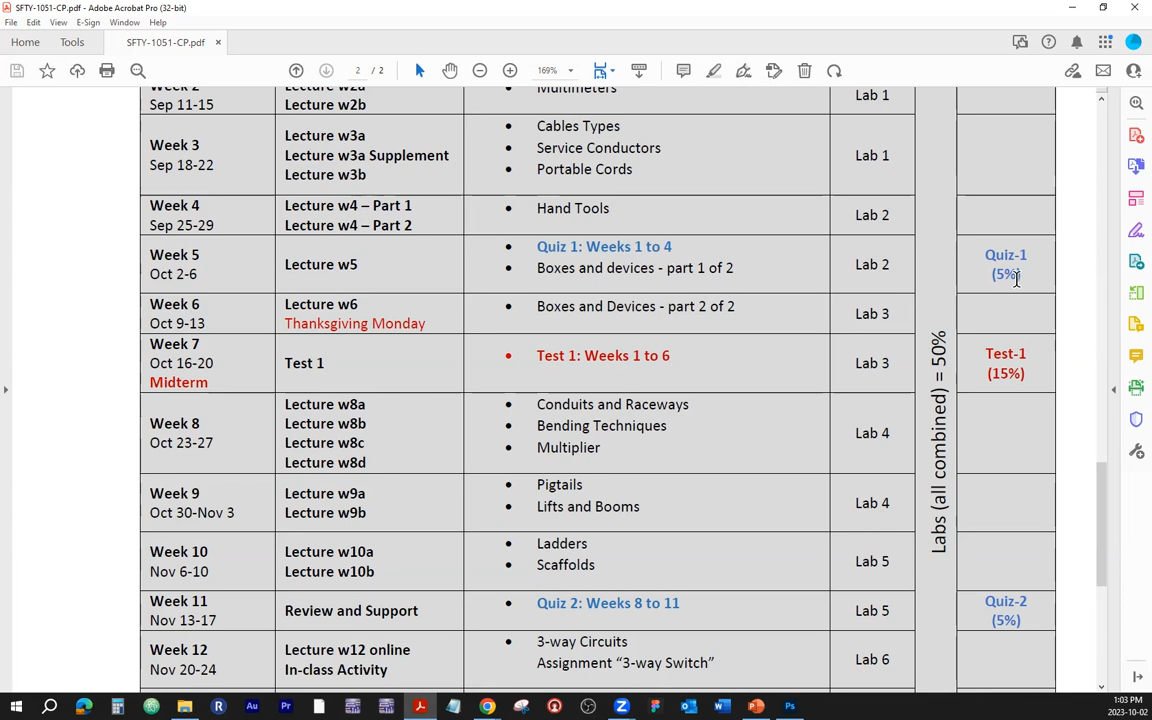 SFTY-1051-CP.pdf - Adobe Acrobat Pro (32-bit)
File Edit View E-Sign Window Help
Home Tools SFTY-1051-CP.pdf ×
2 / 2 169%
Week 2 Lecture w2a Multimeters Lab 1
Sep 11-15 Lecture w2b
Week 3
Sep 18-22
Lecture w3a
Lecture w3a Supplement
Lecture w3b
• Cables Types
• Service Conductors
• Portable Cords
Lab 1
Week 4
Sep 25-29
Lecture w4 – Part 1
Lecture w4 – Part 2
• Hand Tools
Lab 2
Week 5
Oct 2-6
Lecture w5
• Quiz 1: Weeks 1 to 4
• Boxes and devices - part 1 of 2
Lab 2
Quiz-1
(5%)
Week 6
Oct 9-13
Lecture w6
Thanksgiving Monday
• Boxes and Devices - part 2 of 2
Lab 3
Week 7
Oct 16-20
Midterm
Test 1
• Test 1: Weeks 1 to 6
Lab 3
Test-1
(15%)
Week 8
Oct 23-27
Lecture w8a
Lecture w8b
Lecture w8c
Lecture w8d
• Conduits and Raceways
• Bending Techniques
• Multiplier
Lab 4
Week 9
Oct 30-Nov 3
Lecture w9a
Lecture w9b
• Pigtails
• Lifts and Booms
Lab 4
Week 10
Nov 6-10
Lecture w10a
Lecture w10b
• Ladders
• Scaffolds
Lab 5
Week 11
Nov 13-17
Review and Support
• Quiz 2: Weeks 8 to 11
Lab 5
Quiz-2
(5%)
Week 12
Nov 20-24
Lecture w12 online
In-class Activity
• 3-way Circuits
Assignment “3-way Switch”
Lab 6
Labs (all combined) = 50%
1:03 PM
2023-10-02